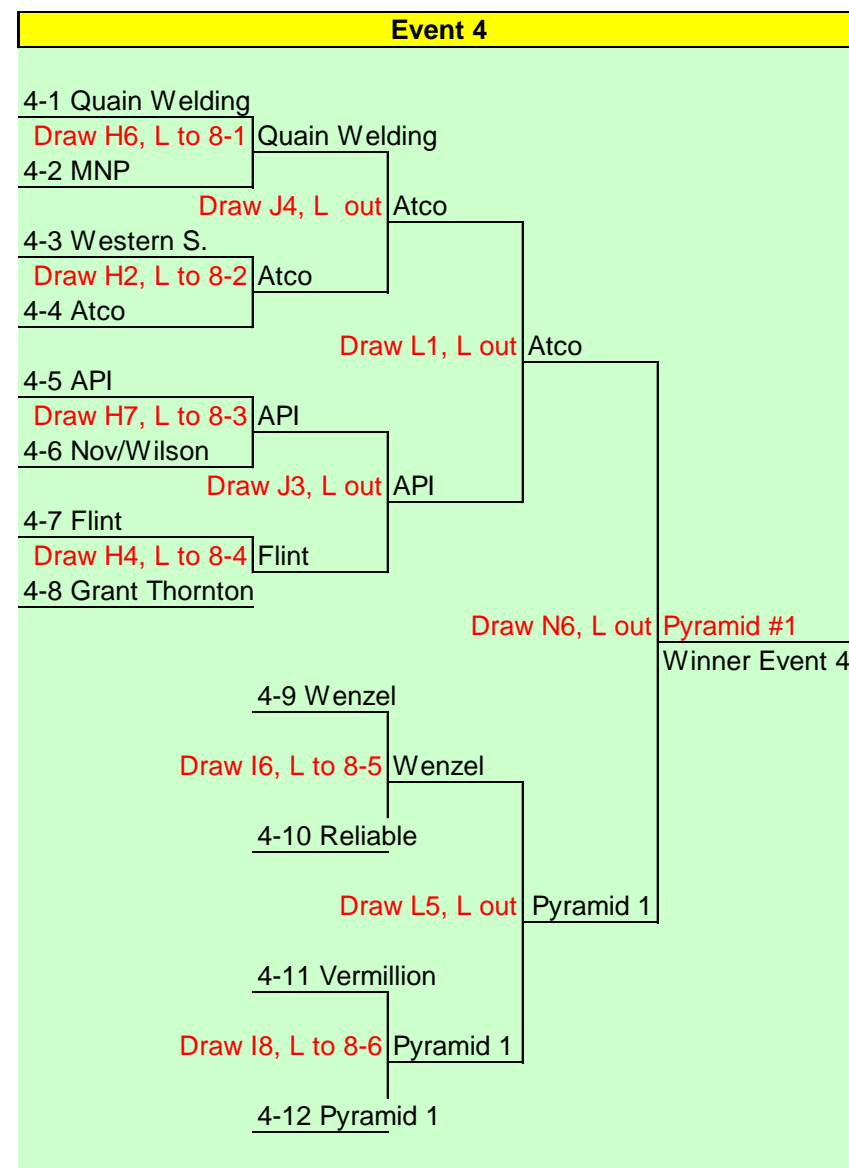 Event 4
4-1 Quain Welding
Draw H6, L to 8-1 Quain Welding
4-2 MNP
Draw J4, L  out Atco
4-3 Western S.
Draw H2, L to 8-2 Atco
4-4 Atco
Draw L1, L out Atco
4-5 API
Draw H7, L to 8-3 API
4-6 Nov/Wilson
Draw J3, L out API
4-7 Flint
Draw H4, L to 8-4 Flint
4-8 Grant Thornton
Draw N6, L out Pyramid #1
Winner Event 4
4-9 Wenzel
Draw I6, L to 8-5 Wenzel
4-10 Reliable
Draw L5, L out Pyramid 1
4-11 Vermillion
Draw I8, L to 8-6 Pyramid 1
4-12 Pyramid 1